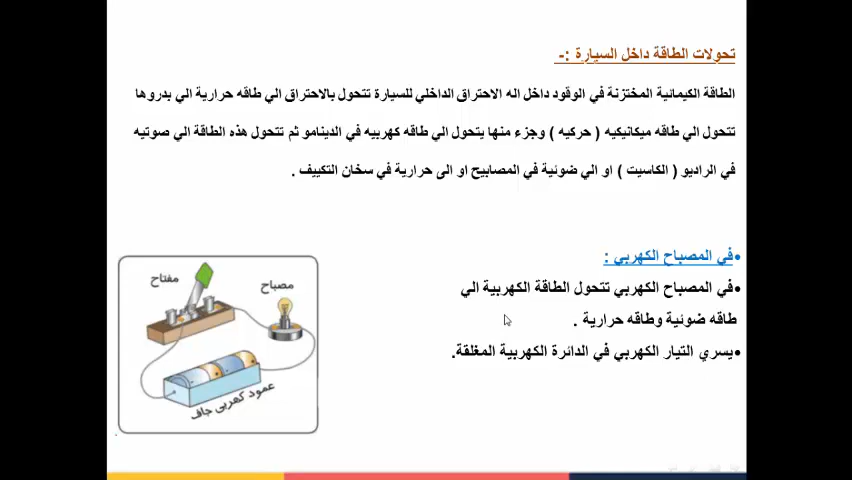 تحولات الطاقة داخل السيارة :-
الطاقة الكيمائية المختزنة في الوقود داخل اله الاحتراق الداخلي للسيارة تتحول بالاحتراق الي طاقه حرارية الي بدروها
تتحول الي طاقه ميكانيكيه ( حركيه ) وجزء منها يتحول الي طاقه كهربيه في الدينامو ثم تتحول هذه الطاقة الي صوتيه
في الراديو ( الكاسيت ) او الي ضوئية في المصابيح او الى حرارية في سخان التكييف .
•في المصباح الكهربي :
•في المصباح الكهربي تتحول الطاقة الكهربية الي
طاقه ضوئية وطاقه حرارية .
•يسري التيار الكهربي في الدائرة الكهربية المغلقة.
مصباح
مفتاح
عمود كهربى جاف